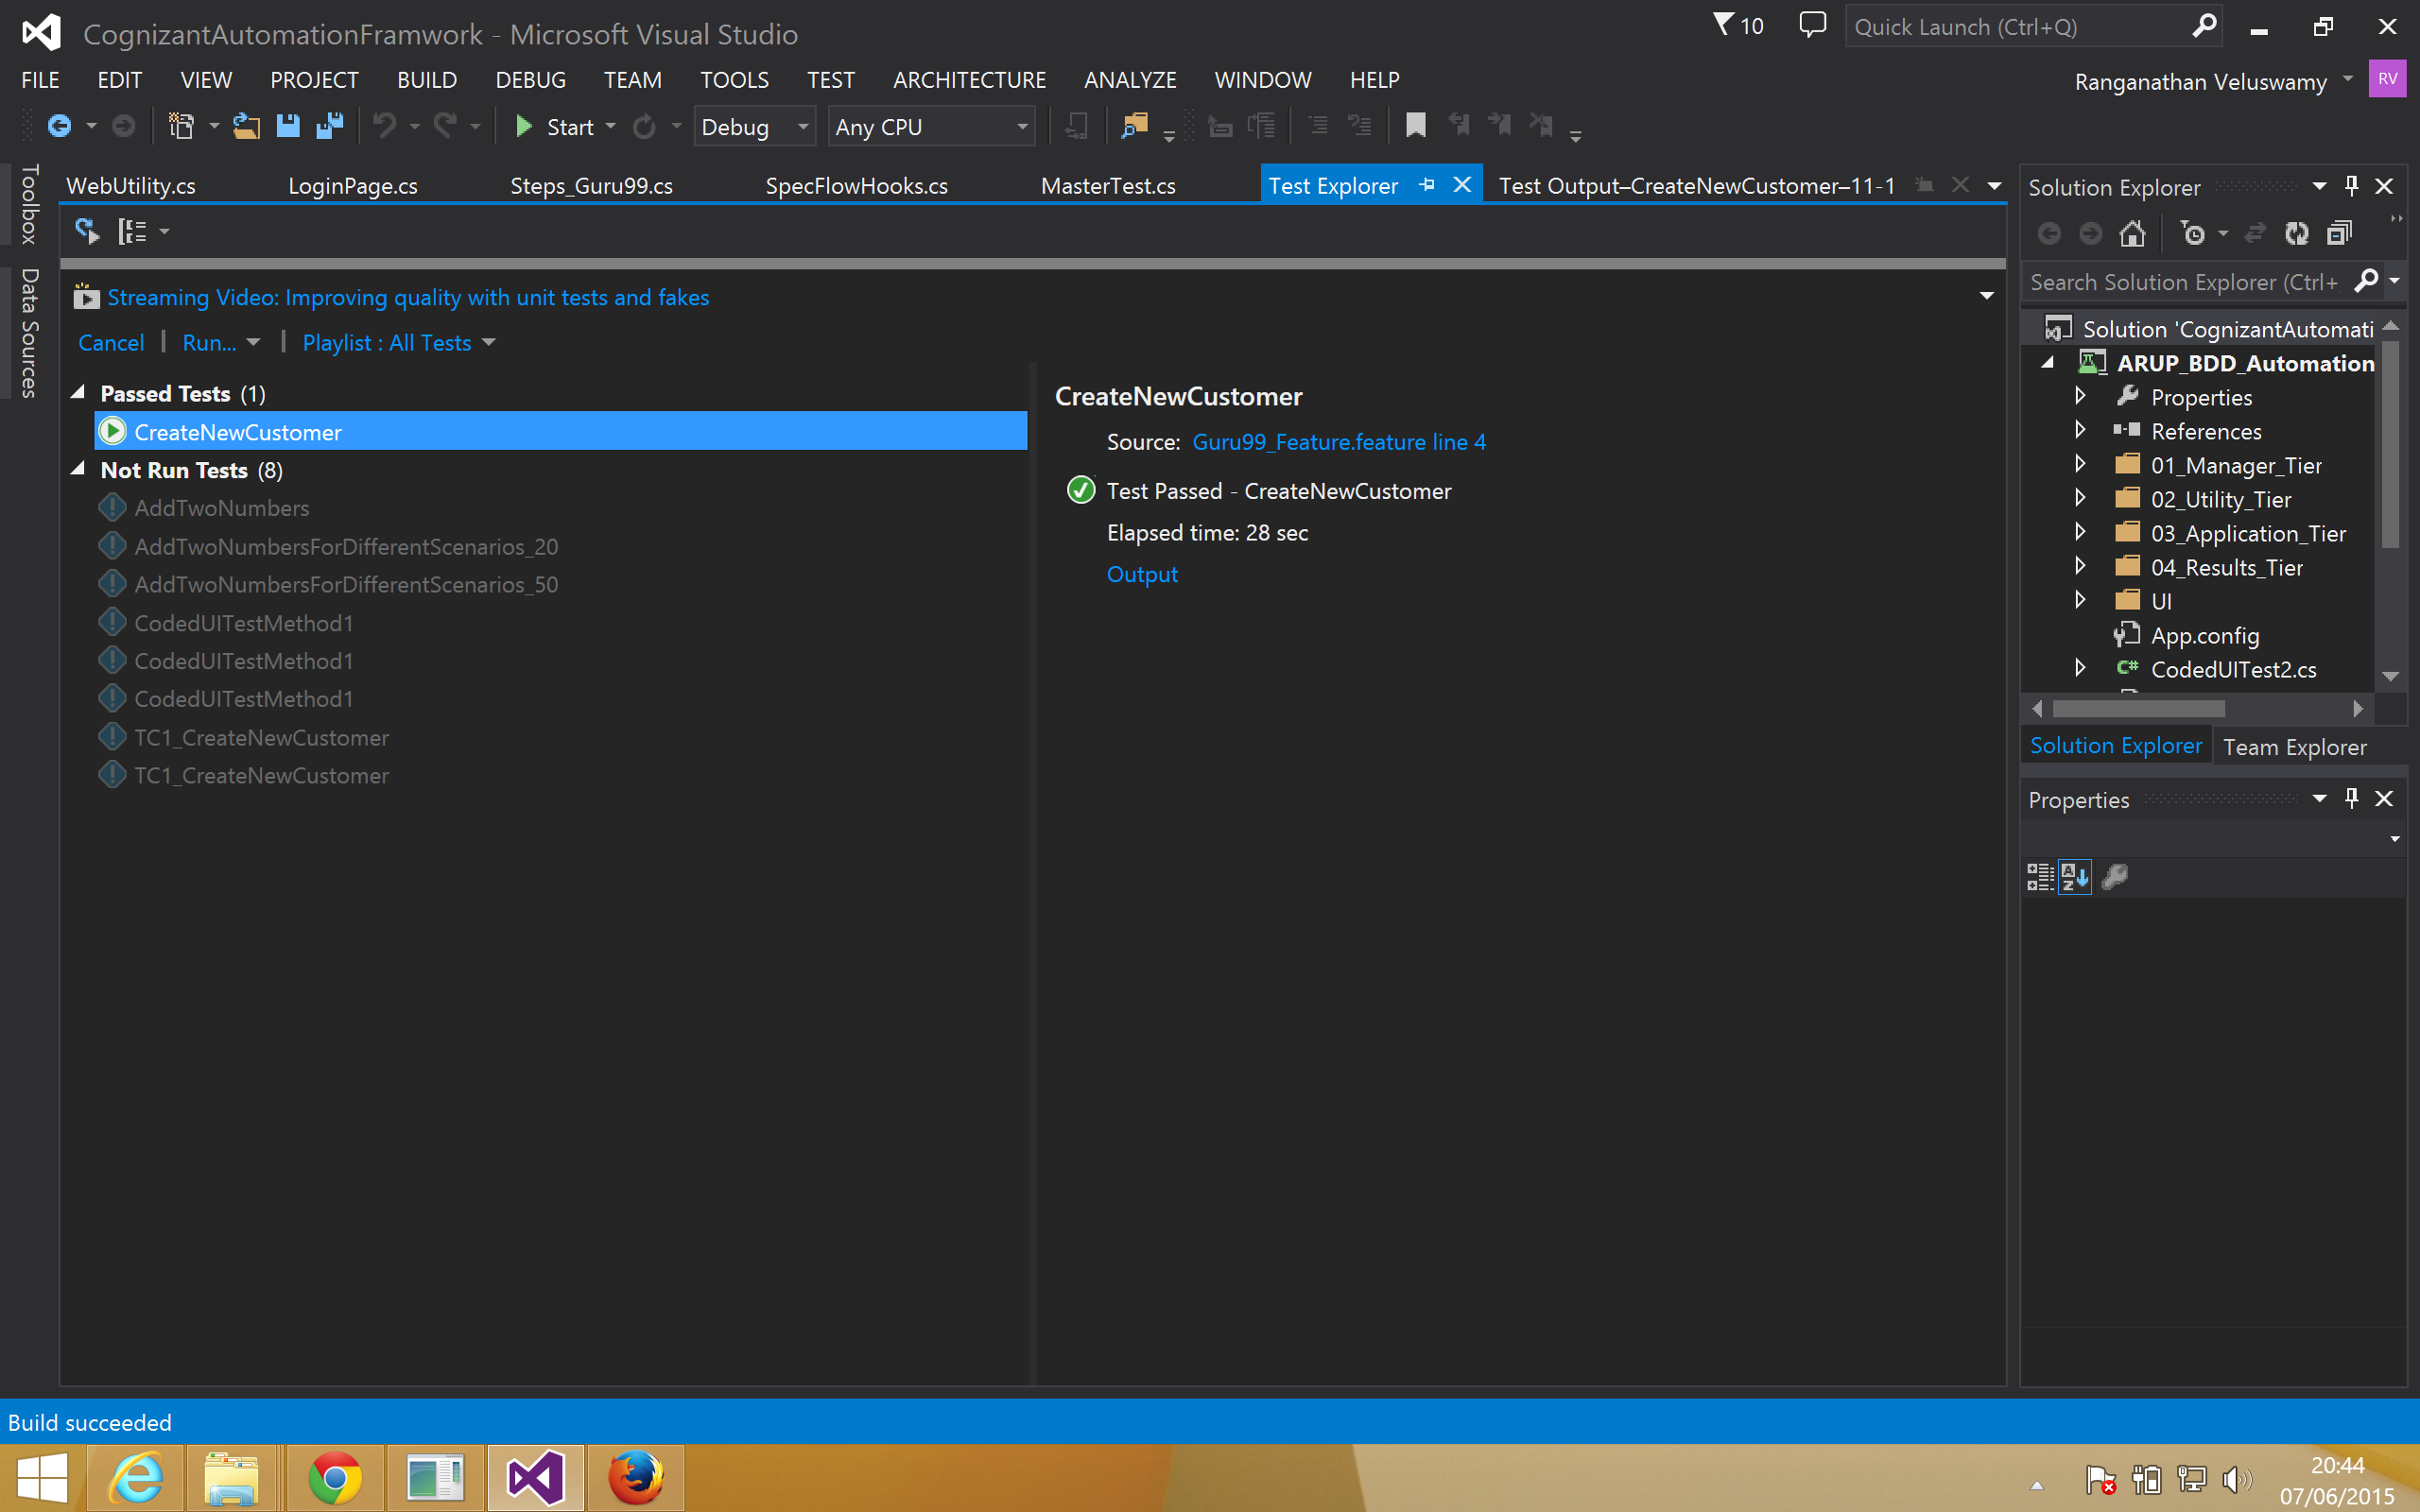 CognizantAutomationFramwork - Microsoft Visual Studio
10
Quick Launch (Ctrl+Q)
FILE EDIT VIEW PROJECT BUILD DEBUG TEAM TOOLS TEST ARCHITECTURE ANALYZE WINDOW HELP
Ranganathan Veluswamy
RV
Start
Debug
Any CPU
Toolbox
Data Sources
WebUtility.cs
LoginPage.cs
Steps_Guru99.cs
SpecFlowHooks.cs
MasterTest.cs
Test Explorer
Test Output–CreateNewCustomer–11-1
Streaming Video: Improving quality with unit tests and fakes
Cancel | Run... | Playlist : All Tests
Passed Tests (1)
CreateNewCustomer
Not Run Tests (8)
AddTwoNumbers
AddTwoNumbersForDifferentScenarios_20
AddTwoNumbersForDifferentScenarios_50
CodedUITestMethod1
CodedUITestMethod1
CodedUITestMethod1
TC1_CreateNewCustomer
TC1_CreateNewCustomer
CreateNewCustomer
Source: Guru99_Feature.feature line 4
Test Passed - CreateNewCustomer
Elapsed time: 28 sec
Output
Solution Explorer
Search Solution Explorer (Ctrl+
Solution 'CognizantAutomati
ARUP_BDD_Automation
Properties
References
01_Manager_Tier
02_Utility_Tier
03_Application_Tier
04_Results_Tier
UI
App.config
C# CodedUITest2.cs
Solution Explorer
Team Explorer
Properties
Build succeeded
20:44
07/06/2015